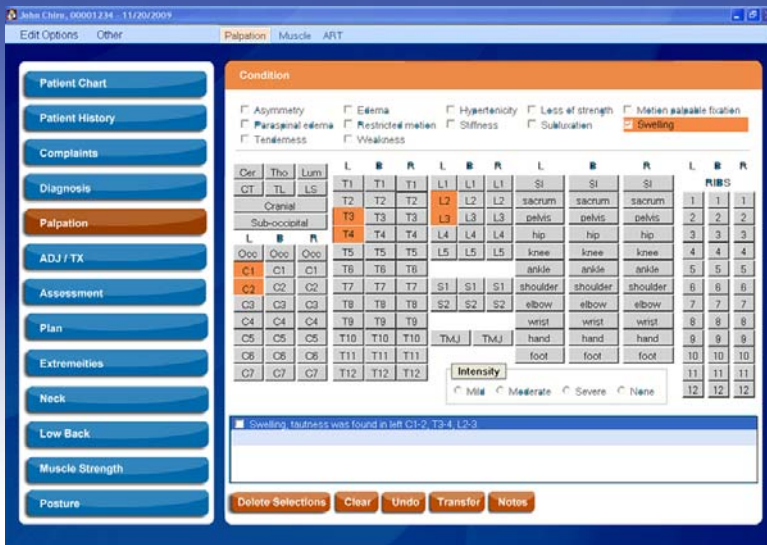 John Chiro, 00001234 - 11/20/2009
Edit Options Other Palpation Muscle ART
Patient Chart
Patient History
Complaints
Diagnosis
Palpation
ADJ / TX
Assessment
Plan
Extremeities
Neck
Low Back
Muscle Strength
Posture
Condition
Asymmetry Edema Hypertenicity Less of strength Motion palpable fixation
Paraspinal edema Restricted motion Stiffness Subluxation Swelling
Tenderness Weakness
L B R L B R L B R L B R
Cer Tho Lum T1 T1 T1 L1 L1 L1 SI SI SI RIBS
CT TL LS T2 T2 T2 L2 L2 L2 sacrum sacrum sacrum 1 1 1
Cranial T3 T3 T3 L3 L3 L3 pelvis pelvis pelvis 2 2 2
Sub-occipital T4 T4 T4 L4 L4 L4 hip hip hip 3 3 3
L B R
Occ Occ Occ T5 T5 T5 L5 L5 L5 knee knee knee 4 4 4
C1 C1 C1 T6 T6 T6 ankle ankle ankle 5 5 5
C2 C2 C2 T7 T7 T7 S1 S1 S1 shoulder shoulder shoulder 6 6 6
C3 C3 C3 T8 T8 T8 S2 S2 S2 elbow elbow elbow 7 7 7
C4 C4 C4 T9 T9 T9 wrist wrist wrist 8 8 8
C5 C5 C5 T10 T10 T10 TMJ TMJ hand hand hand 9 9 9
C6 C6 C6 T11 T11 T11 foot foot foot 10 10 10
C7 C7 C7 T12 T12 T12 Intensity 11 11 11
Mild Moderate Severe None 12 12 12
Swelling, tautness was found in left C1-2, T3-4, L2-3
Delete Selections Clear Undo Transfer Notes